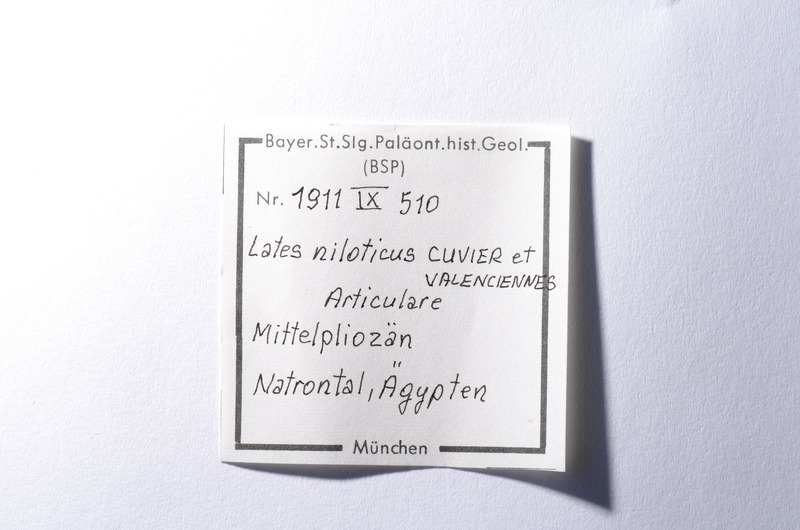 Bayer.St.Slg.Paläont.hist.Geol.
(BSP)
Nr. 1911 IX 510
Lates niloticus CUVIER et
VALENCIENNES
Articulare
Mittelpliozän
Natrontal, Ägypten
München